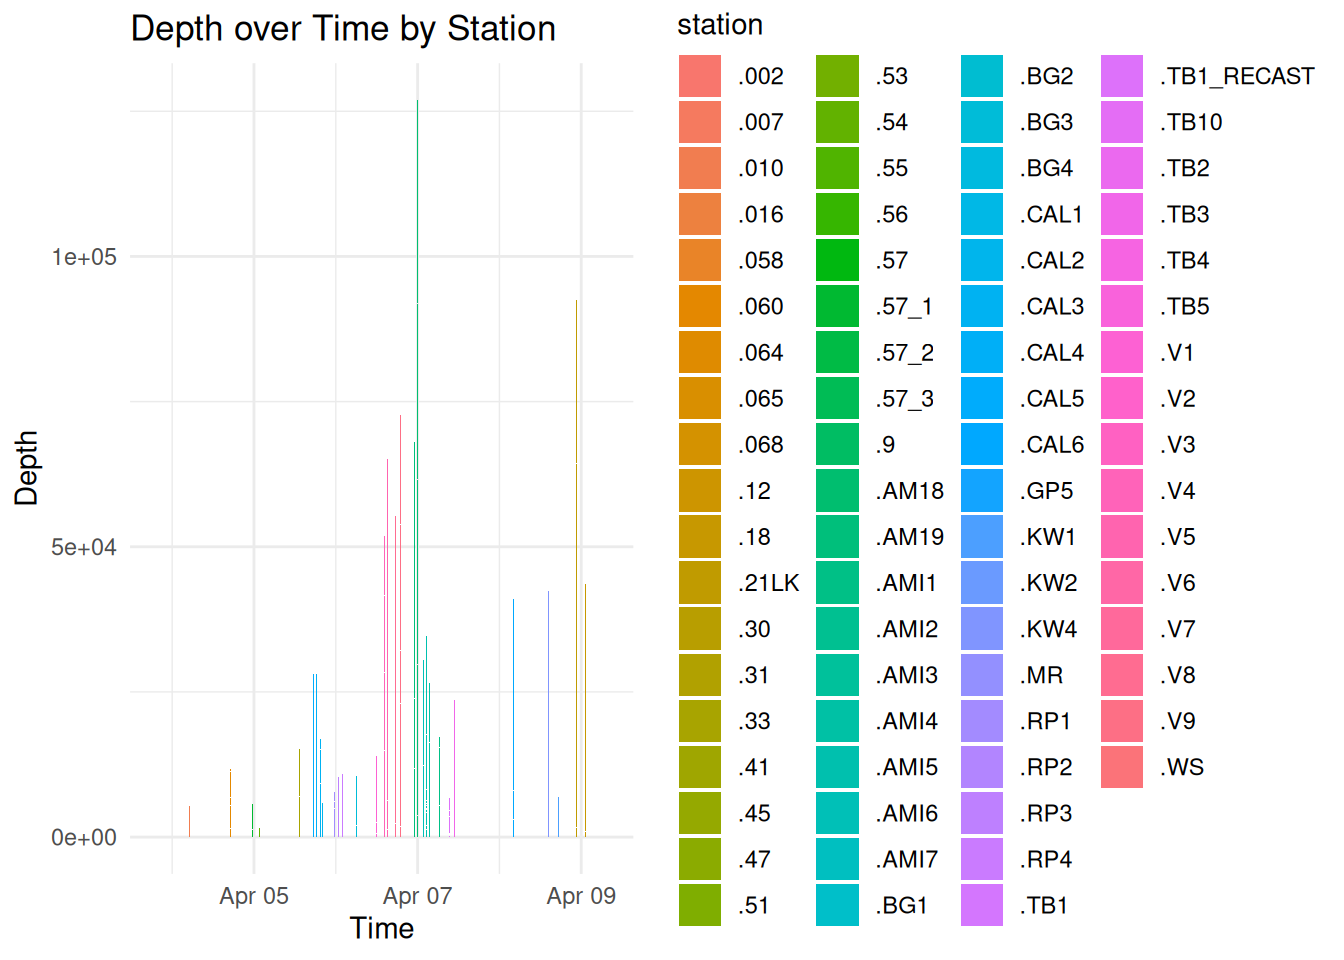 Depth over Time by Station
Depth
1e+05
5e+04
0e+00
Apr 05
Apr 07
Apr 09
Time
station
.002
.007
.010
.016
.058
.060
.064
.065
.068
.12
.18
.21LK
.30
.31
.33
.41
.45
.47
.51
.53
.54
.55
.56
.57
.57_1
.57_2
.57_3
.9
.AM18
.AM19
.AMI1
.AMI2
.AMI3
.AMI4
.AMI5
.AMI6
.AMI7
.BG1
.BG2
.BG3
.BG4
.CAL1
.CAL2
.CAL3
.CAL4
.CAL5
.CAL6
.GP5
.KW1
.KW2
.KW4
.MR
.RP1
.RP2
.RP3
.RP4
.TB1
.TB1_RECAST
.TB10
.TB2
.TB3
.TB4
.TB5
.V1
.V2
.V3
.V4
.V5
.V6
.V7
.V8
.V9
.WS